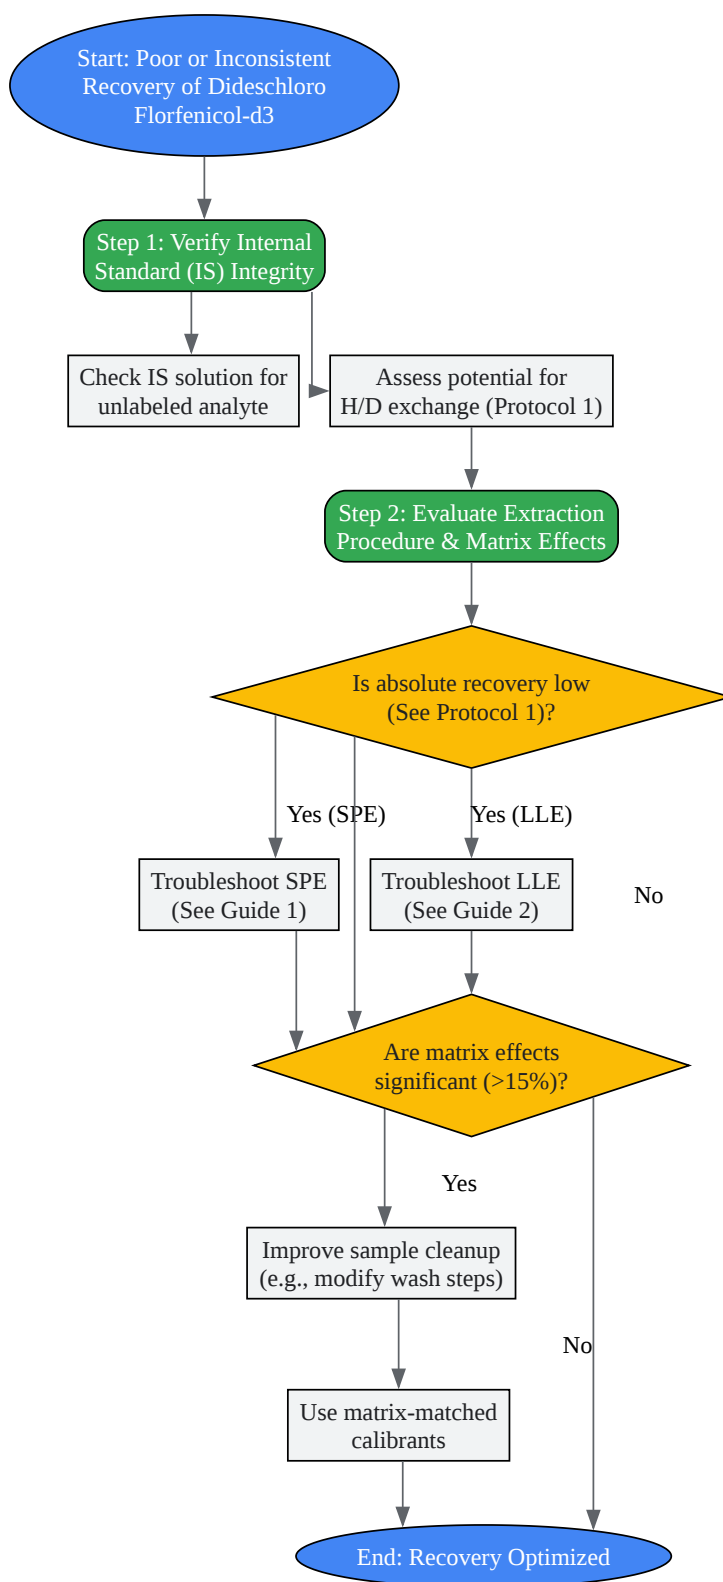 Start: Poor or Inconsistent
Recovery of Dideschloro
Florfenicol-d3
Step 1: Verify Internal
Standard (IS) Integrity
Check IS solution for
unlabeled analyte
Assess potential for
H/D exchange (Protocol 1)
Step 2: Evaluate Extraction
Procedure & Matrix Effects
Is absolute recovery low
(See Protocol 1)?
Yes (SPE)
Yes (LLE)
Troubleshoot SPE
(See Guide 1)
Troubleshoot LLE
(See Guide 2)
No
Are matrix effects
significant (>15%)?
Yes
Improve sample cleanup
(e.g., modify wash steps)
No
Use matrix-matched
calibrants
End: Recovery Optimized